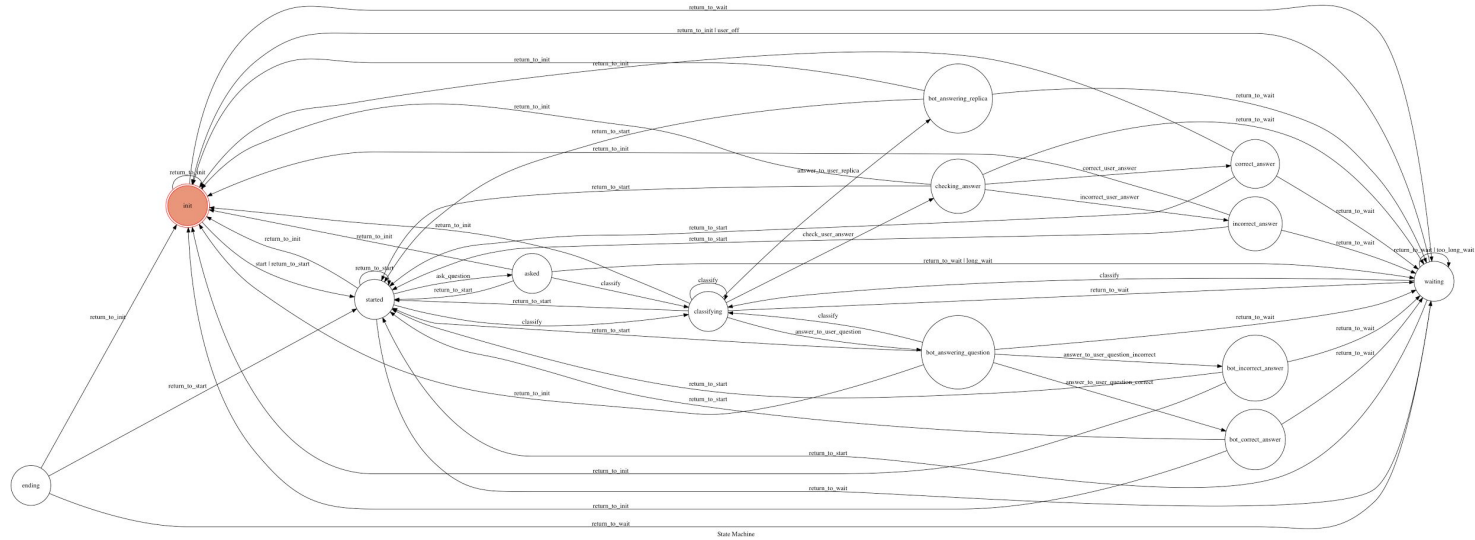 return_to_wait
return_to_init | user_off
return_to_init
return_to_init
bot_answering_replica
return_to_wait
return_to_init
return_to_wait
return_to_start
return_to_init
correct_answer
correct_user_answer
answer_to_user_replica
return_to_init
checking_answer
return_to_start
incorrect_user_answer
init
return_to_wait
incorrect_answer
return_to_init
return_to_start
check_user_answer
return_to_init
return_to_init
return_to_start
return_to_wait
return_to_wait | too_long_wait
start | return_to_start
return_to_wait | long_wait
return_to_start
ask_question
asked
classify
classify
classify
waiting
return_to_start
return_to_wait
started
return_to_start
classifying
return_to_init
classify
classify
return_to_wait
return_to_start
answer_to_user_question
return_to_wait
bot_answering_question
answer_to_user_question_incorrect
return_to_wait
bot_incorrect_answer
return_to_start
return_to_start
answer_to_user_question_correct
return_to_init
return_to_start
bot_correct_answer
return_to_start
return_to_init
ending
return_to_wait
return_to_init
return_to_wait
State Machine